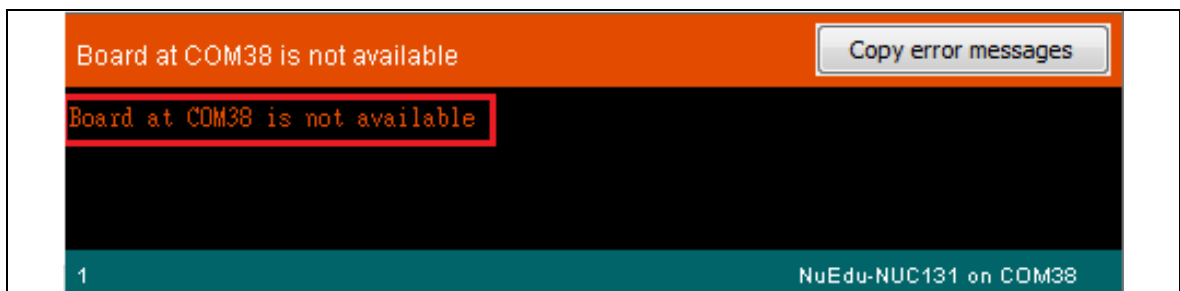 Board at COM38 is not available
Copy error messages
Board at COM38 is not available
1
NuEdu-NUC131 on COM38